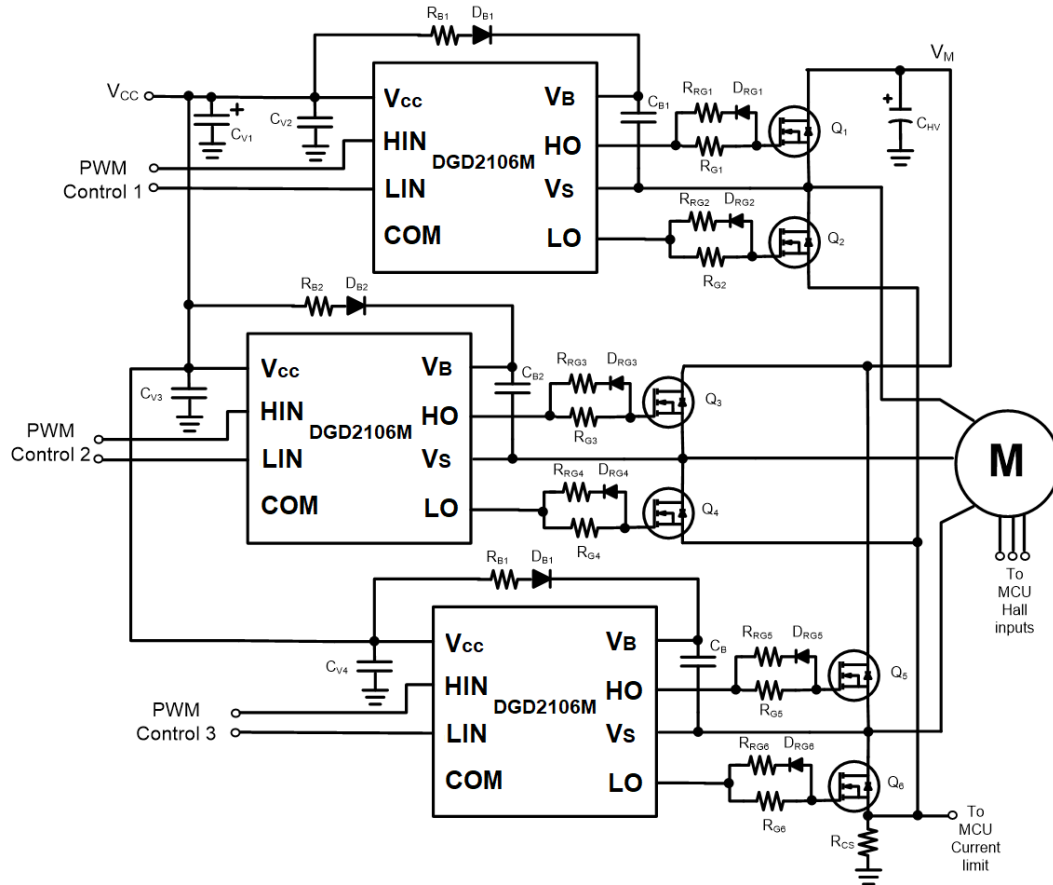 RB1 DB1
VM
VCC
CV1
CV2
Vcc
HIN
LIN
COM
DGD2106M
VB
HO
VS
LO
CB1
RRG1 DRG1
RG1
Q1
CHV
PWM
Control 1
RRG2 DRG2
RG2
Q2
RB2 DB2
CV3
Vcc
HIN
LIN
COM
DGD2106M
VB
HO
VS
LO
CB2
RRG3 DRG3
RG3
Q3
PWM
Control 2
RRG4 DRG4
RG4
Q4
M
To
MCU
Hall
inputs
RB1 DB1
CV4
Vcc
HIN
LIN
COM
DGD2106M
VB
HO
VS
LO
CB
RRG5 DRG5
RG5
Q5
PWM
Control 3
RRG6 DRG6
RG6
Q6
RCS
To
MCU
Current
limit